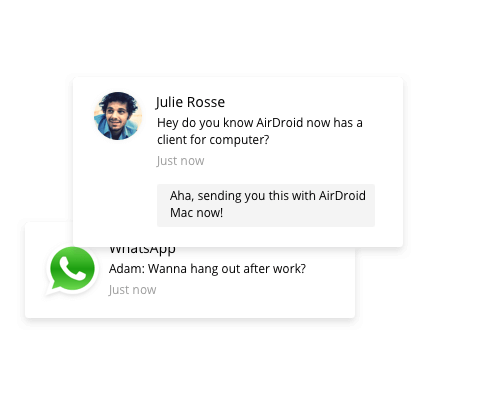 Julie Rosse
Hey do you know AirDroid now has a
client for computer?
Just now
Aha, sending you this with AirDroid
Mac now!
WhatsApp
Adam: Wanna hang out after work?
Just now